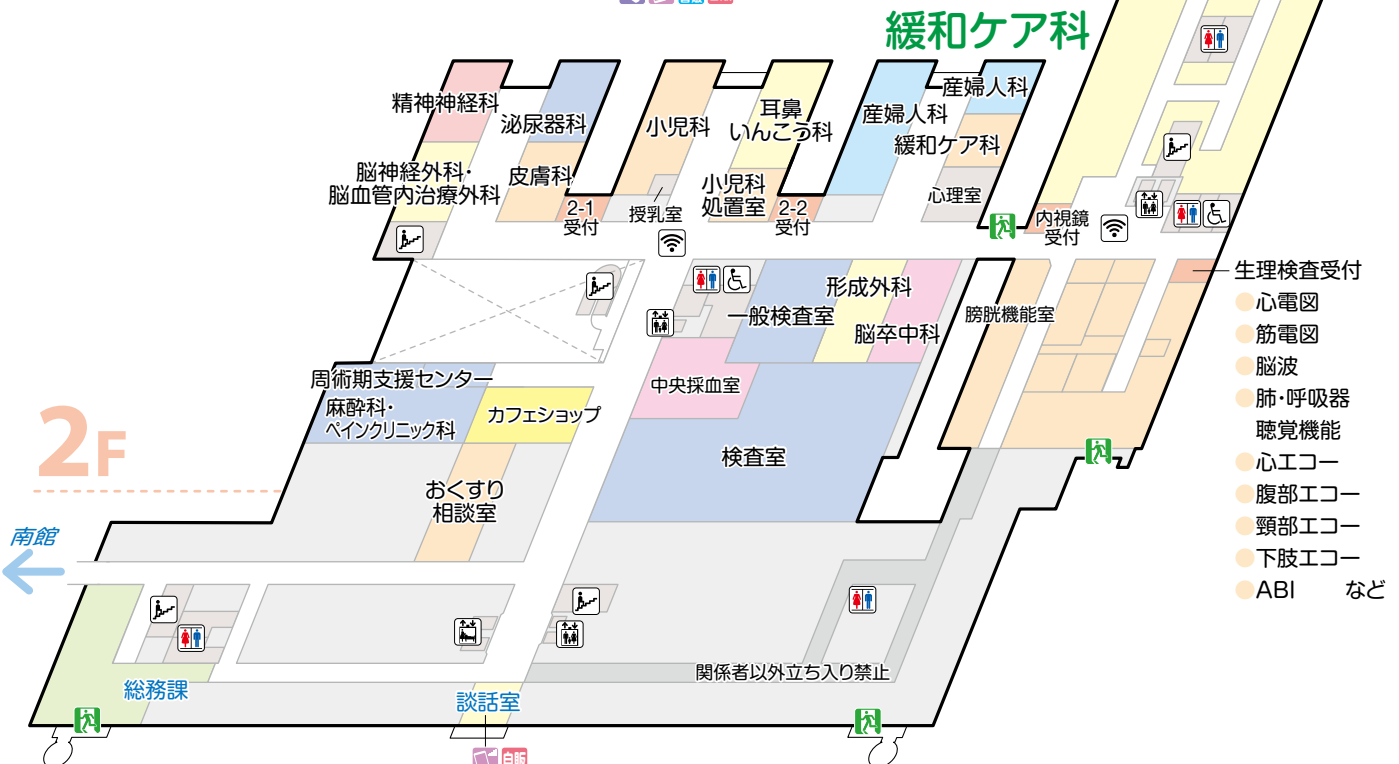 緩和ケア科
精神神経科
泌尿器科
小児科
耳鼻
いんこう科
産婦人科
産婦人科
緩和ケア科
脳神経外科・
脳血管内治療外科
皮膚科
小児科
処置室
心理室
2-1
受付
授乳室
2-2
受付
内視鏡
受付
生理検査受付
心電図
筋電図
脳波
肺・呼吸器
聴覚機能
心エコー
腹部エコー
頸部エコー
下肢エコー
ABI など
一般検査室
形成外科
脳卒中科
膀胱機能室
中央採血室
周術期支援センター
麻酔科・
ペインクリニック科
カフェショップ
検査室
2F
おくすり
相談室
南館
関係者以外立ち入り禁止
総務課
談話室
自販